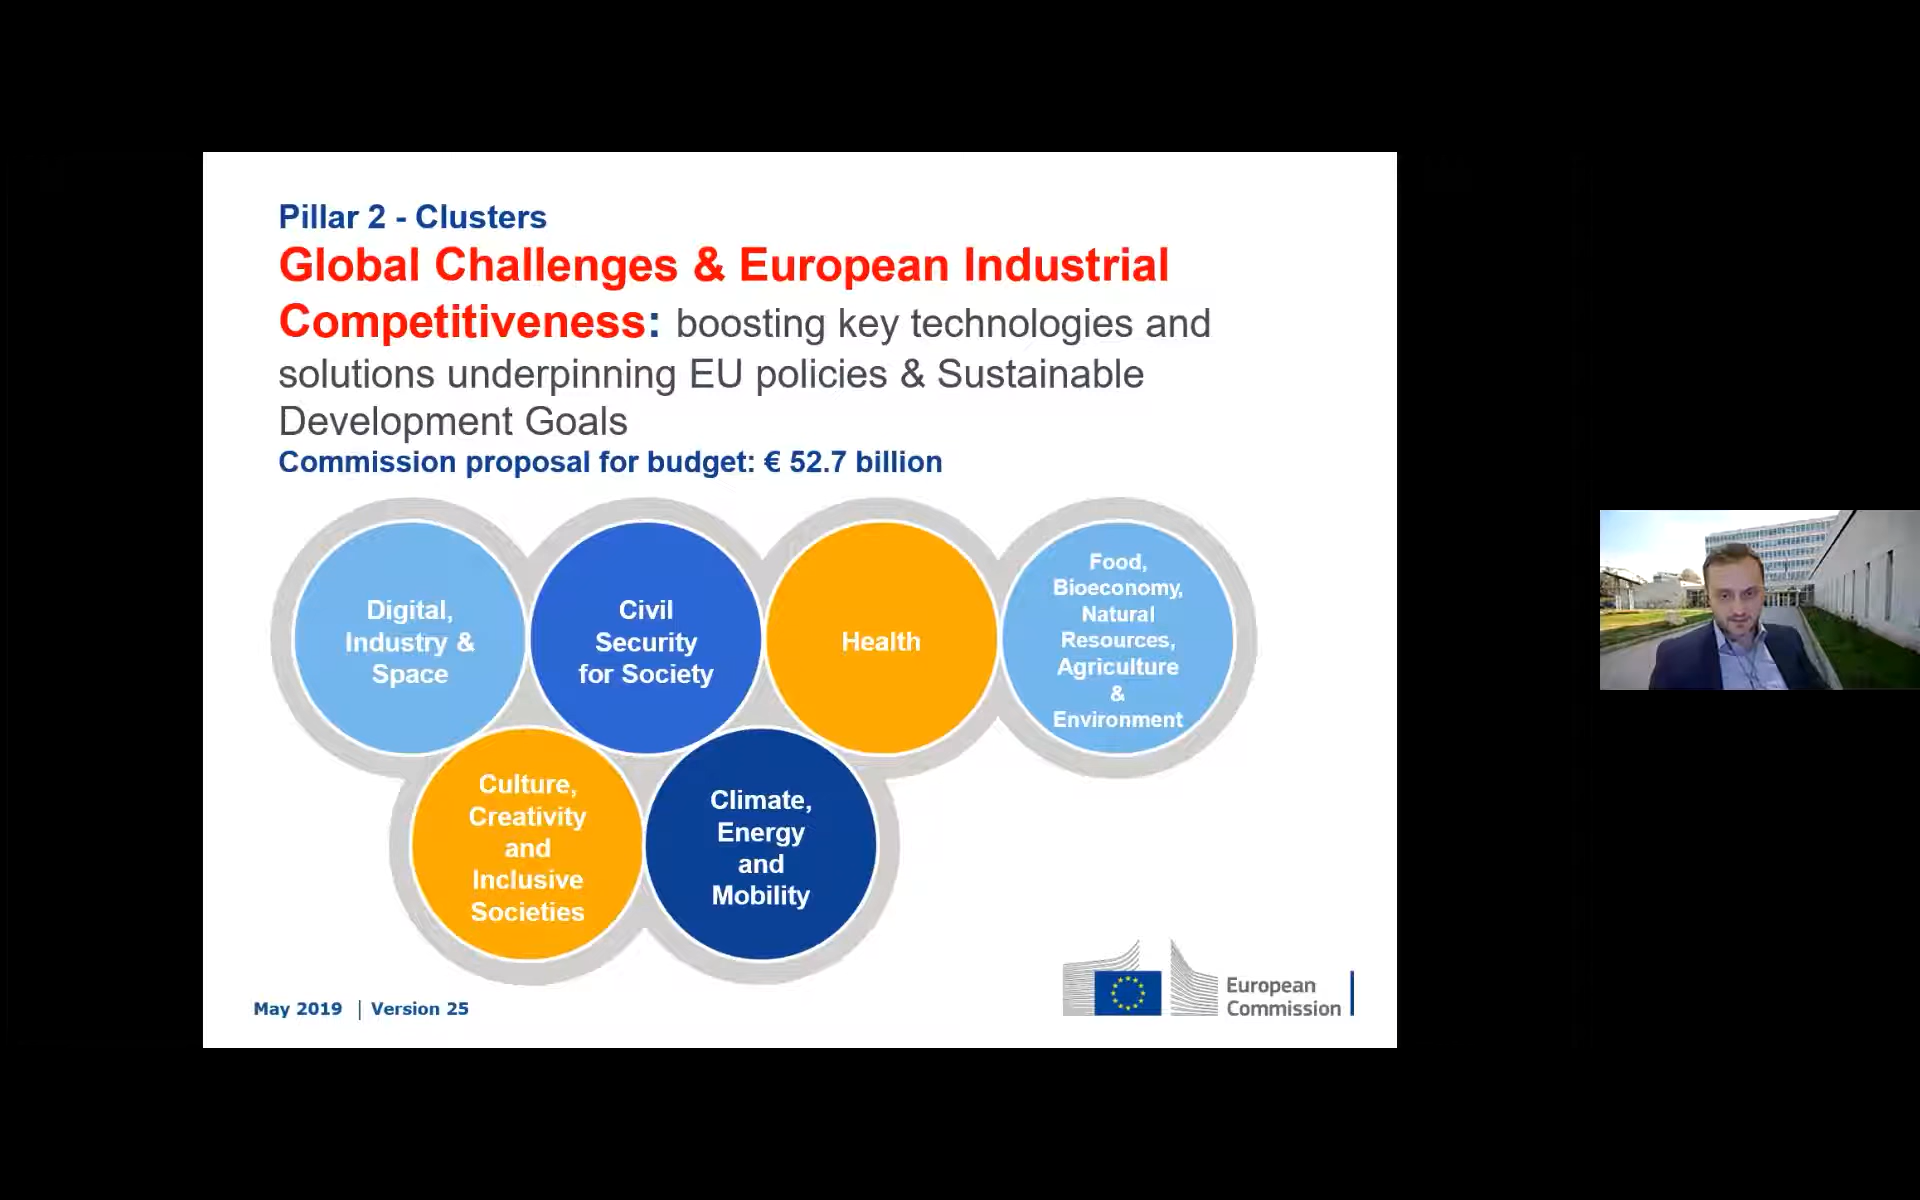 Pillar 2 - Clusters
Global Challenges & European Industrial
Competitiveness: boosting key technologies and
solutions underpinning EU policies & Sustainable
Development Goals
Commission proposal for budget: € 52.7 billion
Digital,
Industry &
Space
Civil
Security
for Society
Health
Food,
Bioeconomy,
Natural
Resources,
Agriculture
&
Environment
Culture,
Creativity
and
Inclusive
Societies
Climate,
Energy
and
Mobility
May 2019 | Version 25
European
Commission